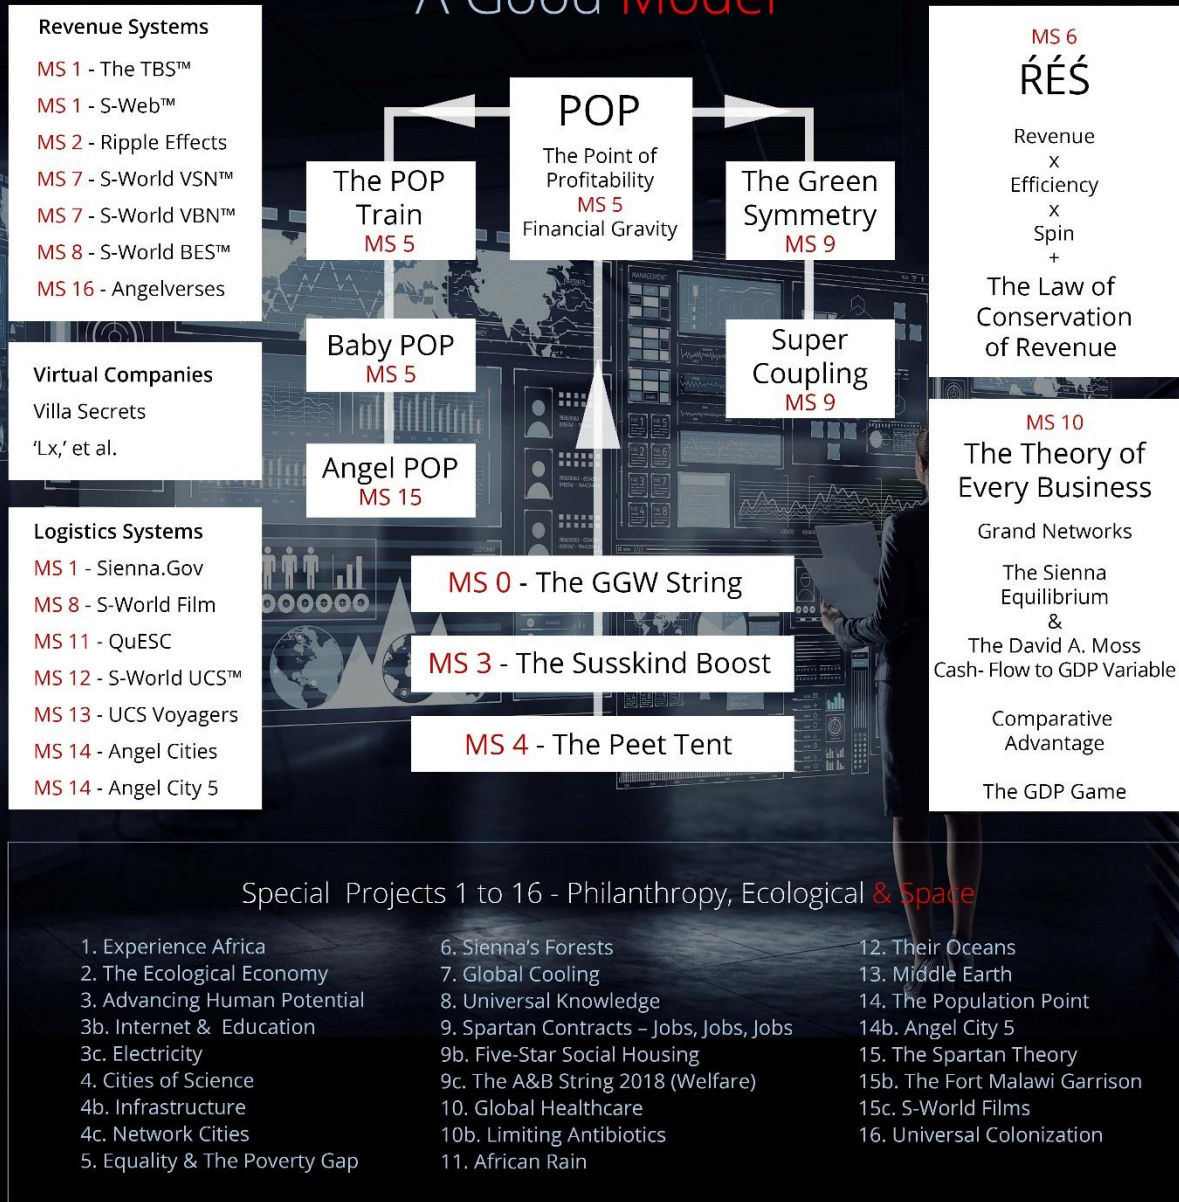 A Good Model
Revenue Systems
MS 1 - The TBS™
MS 1 - S-Web™
MS 2 - Ripple Effects
MS 7 - S-World VSN™
MS 7 - S-World VBN™
MS 8 - S-World BES™
MS 16 - Angelverses
Virtual Companies
Villa Secrets
‘Lx,’ et al.
Logistics Systems
MS 1 - Sienna.Gov
MS 8 - S-World Film
MS 11 - QuESC
MS 12 - S-World UCS™
MS 13 - UCS Voyagers
MS 14 - Angel Cities
MS 14 - Angel City 5
POP
The Point of
Profitability
MS 5
Financial Gravity
The POP
Train
MS 5
Baby POP
MS 5
Angel POP
MS 15
The Green
Symmetry
MS 9
Super
Coupling
MS 9
MS 0 - The GGW String
MS 3 - The Susskind Boost
MS 4 - The Peet Tent
MS 6
ŔÉŚ
Revenue
x
Efficiency
x
Spin
+
The Law of
Conservation
of Revenue
MS 10
The Theory of
Every Business
Grand Networks
The Sienna
Equilibrium
&
The David A. Moss
Cash- Flow to GDP Variable
Comparative
Advantage
The GDP Game
Special Projects 1 to 16 - Philanthropy, Ecological & Space
1. Experience Africa
2. The Ecological Economy
3. Advancing Human Potential
3b. Internet & Education
3c. Electricity
4. Cities of Science
4b. Infrastructure
4c. Network Cities
5. Equality & The Poverty Gap
6. Sienna’s Forests
7. Global Cooling
8. Universal Knowledge
9. Spartan Contracts – Jobs, Jobs, Jobs
9b. Five-Star Social Housing
9c. The A&B String 2018 (Welfare)
10. Global Healthcare
10b. Limiting Antibiotics
11. African Rain
12. Their Oceans
13. Middle Earth
14. The Population Point
14b. Angel City 5
15. The Spartan Theory
15b. The Fort Malawi Garrison
15c. S-World Films
16. Universal Colonization